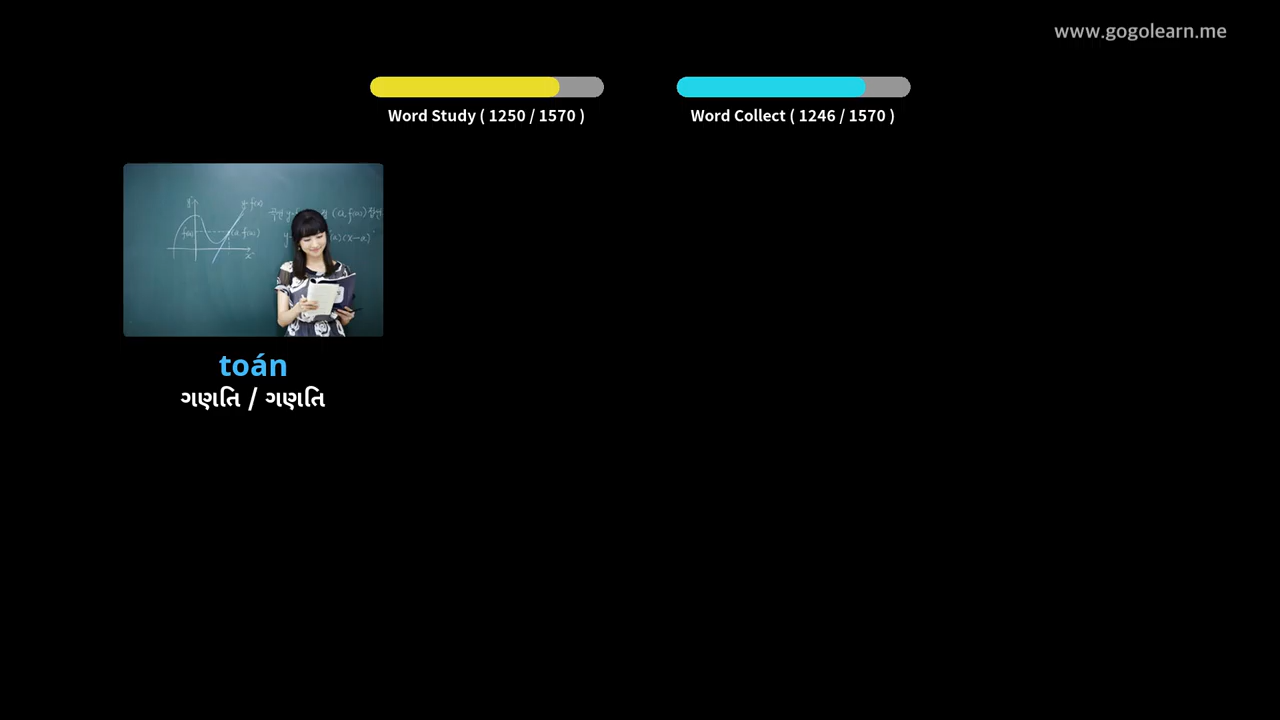 www.gogolearn.me
Word Study ( 1250 / 1570 )
Word Collect ( 1246 / 1570 )
toán
ગણતિ / ગણતિ